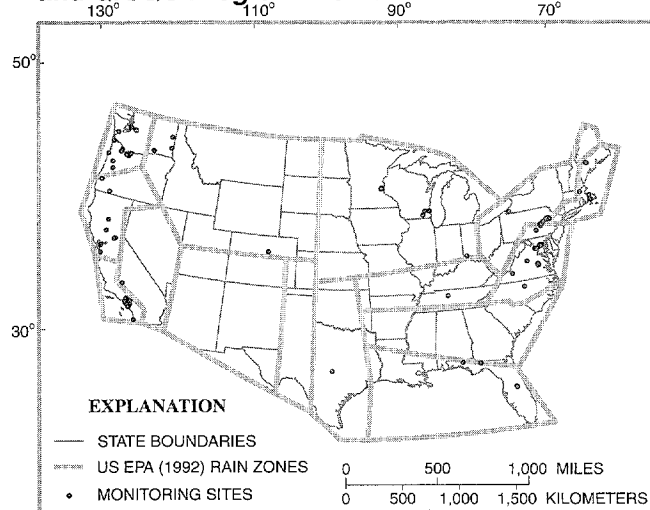 130° 110° 90° 70°
50°
30°
EXPLANATION
STATE BOUNDARIES
US EPA (1992) RAIN ZONES
MONITORING SITES
0 500 1,000 MILES
0 500 1,000 1,500 KILOMETERS